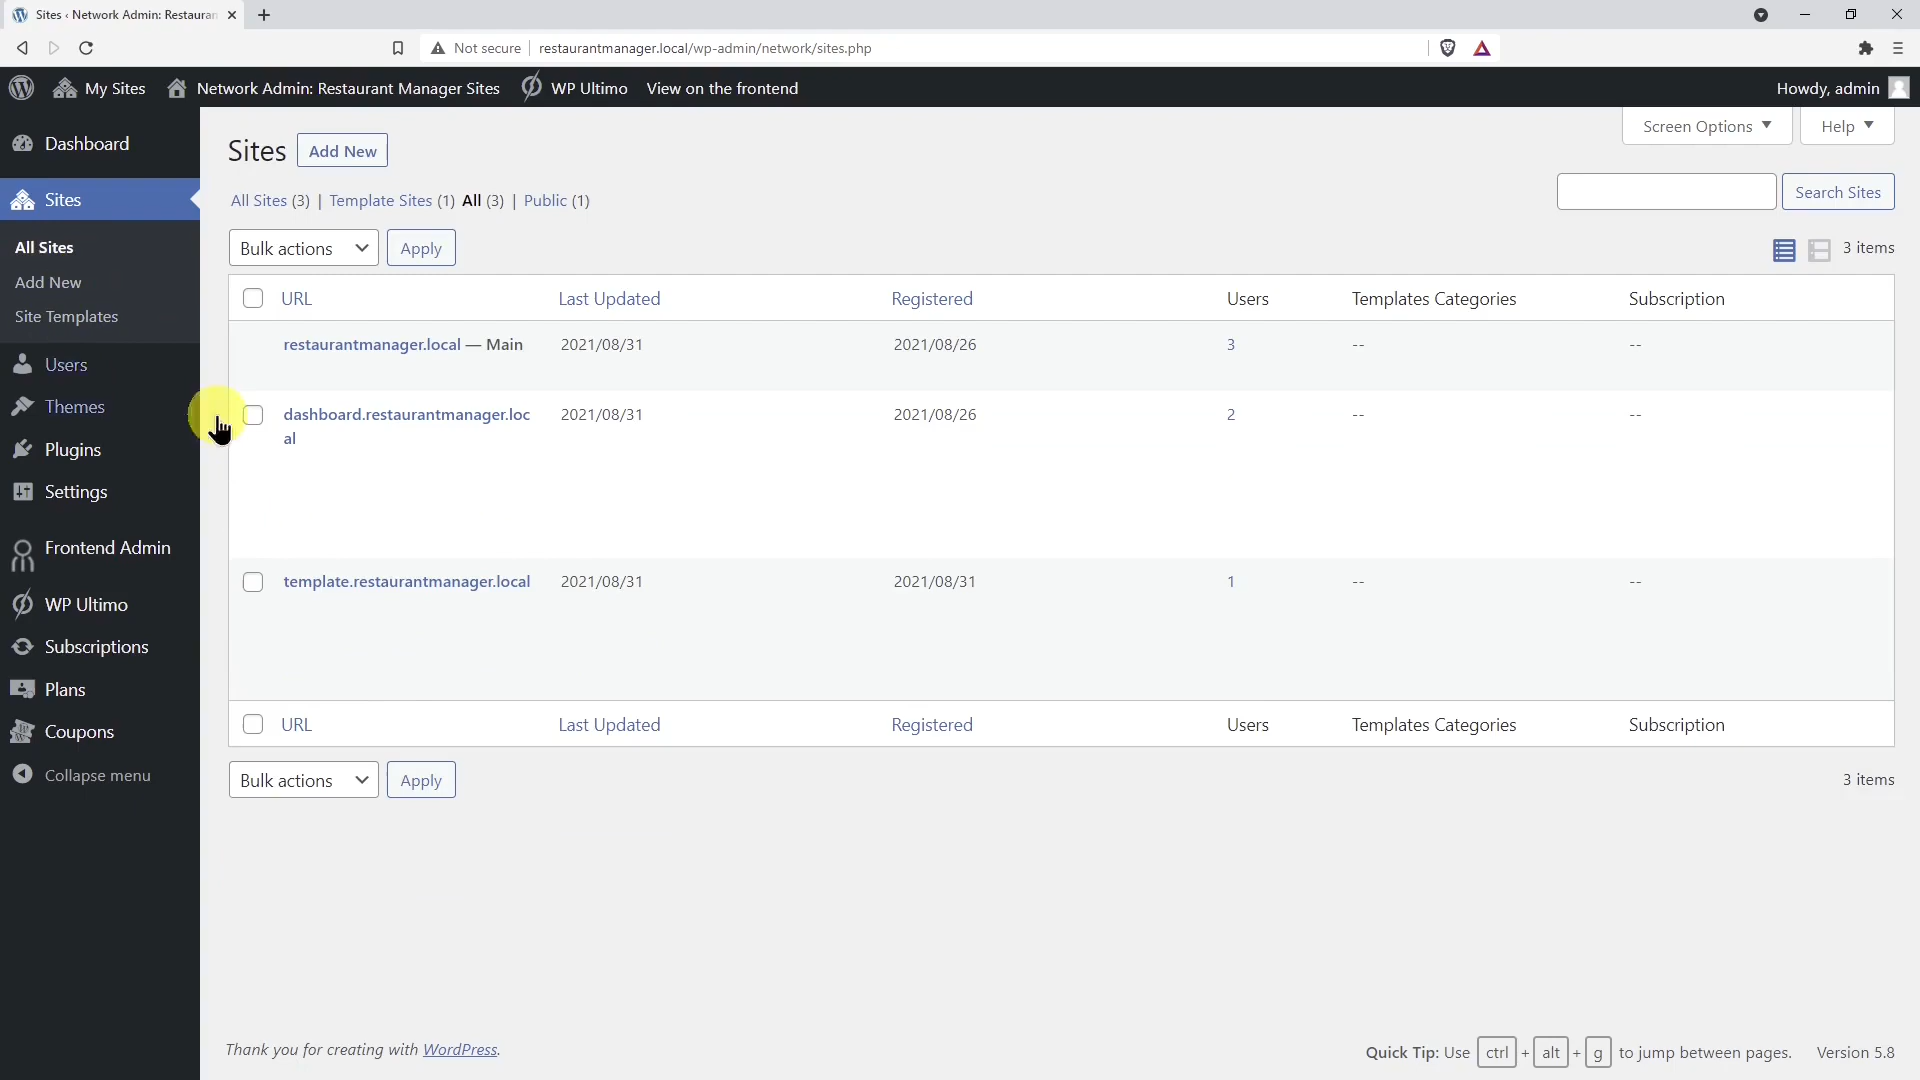 Sites ‹ Network Admin: Restauran
Not secure
restaurantmanager.local/wp-admin/network/sites.php
My Sites
Network Admin: Restaurant Manager Sites
WP Ultimo
View on the frontend
Howdy, admin
Dashboard
Sites
All Sites
Add New
Site Templates
Users
Themes
Plugins
Settings
Frontend Admin
WP Ultimo
Subscriptions
Plans
Coupons
Collapse menu
Screen Options
Help
Sites
Add New
All Sites (3) | Template Sites (1) All (3) | Public (1)
Search Sites
Bulk actions
Apply
3 items
URL Last Updated Registered Users Templates Categories Subscription
restaurantmanager.local — Main 2021/08/31 2021/08/26 3 -- --
dashboard.restaurantmanager.loc 2021/08/31 2021/08/26 2 -- --
al
template.restaurantmanager.local 2021/08/31 2021/08/31 1 -- --
URL Last Updated Registered Users Templates Categories Subscription
Bulk actions
Apply
3 items
Thank you for creating with WordPress.
Quick Tip: Use ctrl + alt + g to jump between pages.
Version 5.8